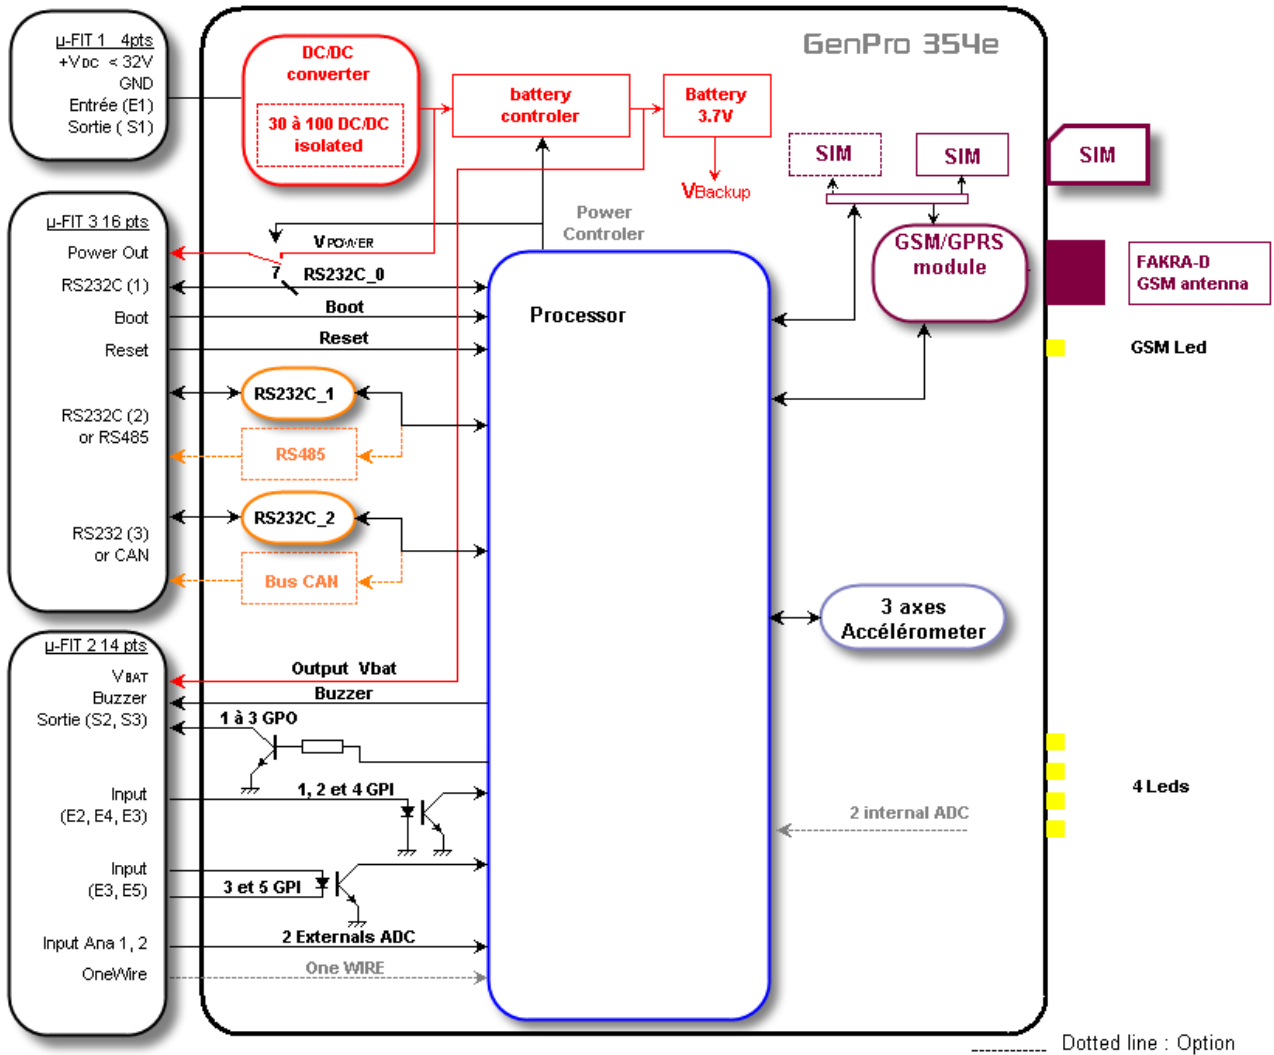 GenPro 354e
µ-FIT 1 4pts
+VDC < 32V
GND
Entrée (E1)
Sortie ( S1)
DC/DC
converter
30 à 100 DC/DC
isolated
battery
controler
Battery
3.7V
VBackup
SIM
SIM
SIM
Power
Controler
GSM/GPRS
module
FAKRA-D
GSM antenna
GSM Led
µ-FIT 3 16 pts
Power Out
RS232C (1)
Boot
Reset
RS232C (2)
or RS485
RS232 (3)
or CAN
VPOWER
7
RS232C_0
Boot
Reset
RS232C_1
RS485
RS232C_2
Bus CAN
Processor
3 axes
Accélérometer
µ-FIT 2 14 pts
VBAT
Buzzer
Sortie (S2, S3)
Input
(E2, E4, E3)
Input
(E3, E5)
Input Ana 1, 2
OneWire
Output Vbat
Buzzer
1 à 3 GPO
1, 2 et 4 GPI
3 et 5 GPI
2 Externals ADC
One WIRE
2 internal ADC
4 Leds
Dotted line : Option